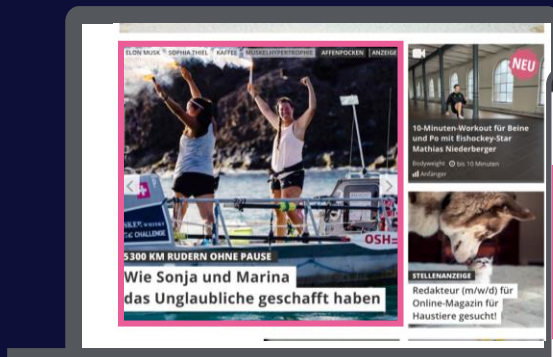 ELON MUSK SOPHIA THIEL KAFFEE MUSKELHYPERTROPHIE AFFENPOCKEN ANZEIGE
CHALLENGE
OSH
5300 KM RUDERN OHNE PAUSE
Wie Sonja und Marina
das Unglaubliche geschafft haben
NEU
10-Minuten-Workout für Beine
und Po mit Eishockey-Star
Mathias Niederberger
Bodyweight bis 10 Minuten
Anfänger
STELLENANZEIGE
Redakteur (m/w/d) für
Online-Magazin für
Haustiere gesucht!